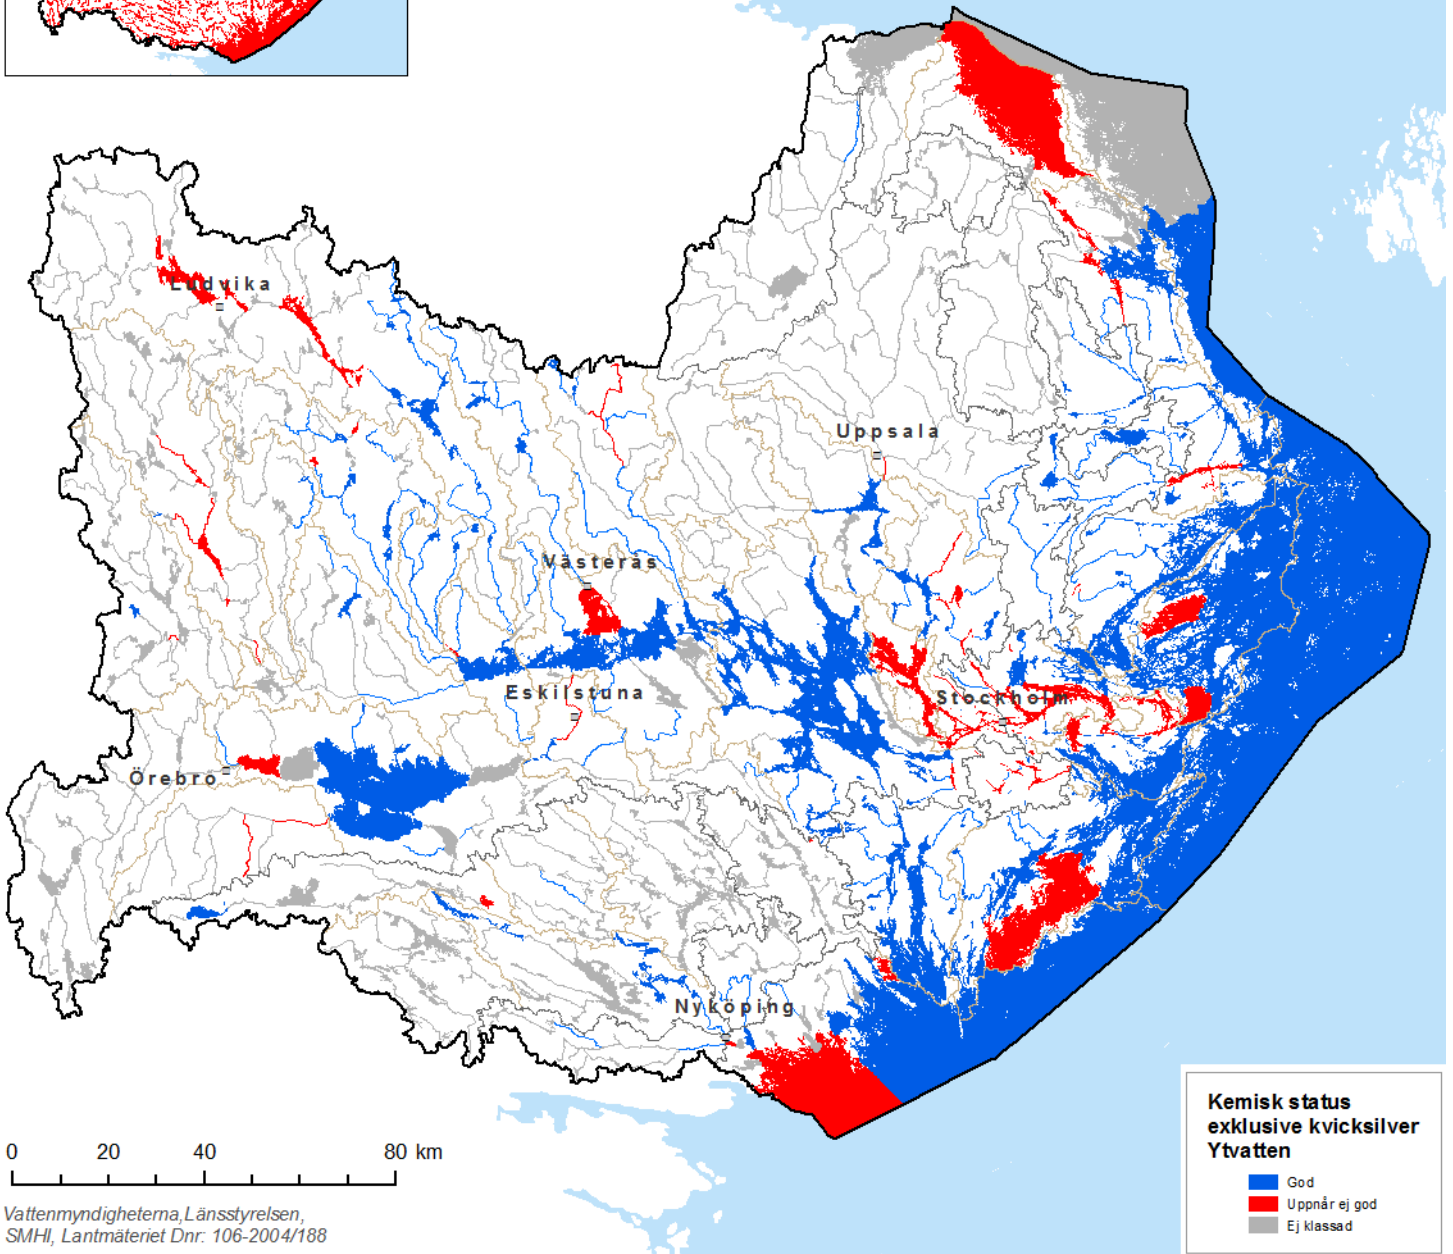 Ludvika
Uppsala
Västerås
Eskilstuna
Stockholm
Örebro
Nyköping
0 20 40 80 km
Vattenmyndigheterna,Länsstyrelsen,
SMHI, Lantmäteriet Dnr: 106-2004/188
Kemisk status
exklusive kvicksilver
Ytvatten
God
Uppnår ej god
Ej klassad